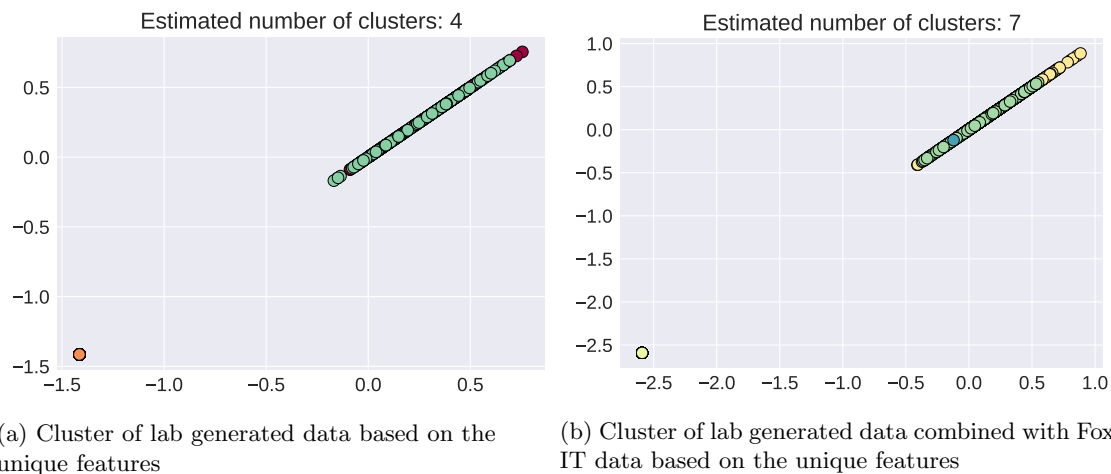 Estimated number of clusters: 4
0.5
0.0
−0.5
−1.0
−1.5
−1.5 −1.0 −0.5 0.0 0.5
(a) Cluster of lab generated data based on the
unique features
Estimated number of clusters: 7
1.0
0.5
0.0
−0.5
−1.0
−1.5
−2.0
−2.5
−2.5 −2.0 −1.5 −1.0 −0.5 0.0 0.5 1.0
(b) Cluster of lab generated data combined with Fox
IT data based on the unique features